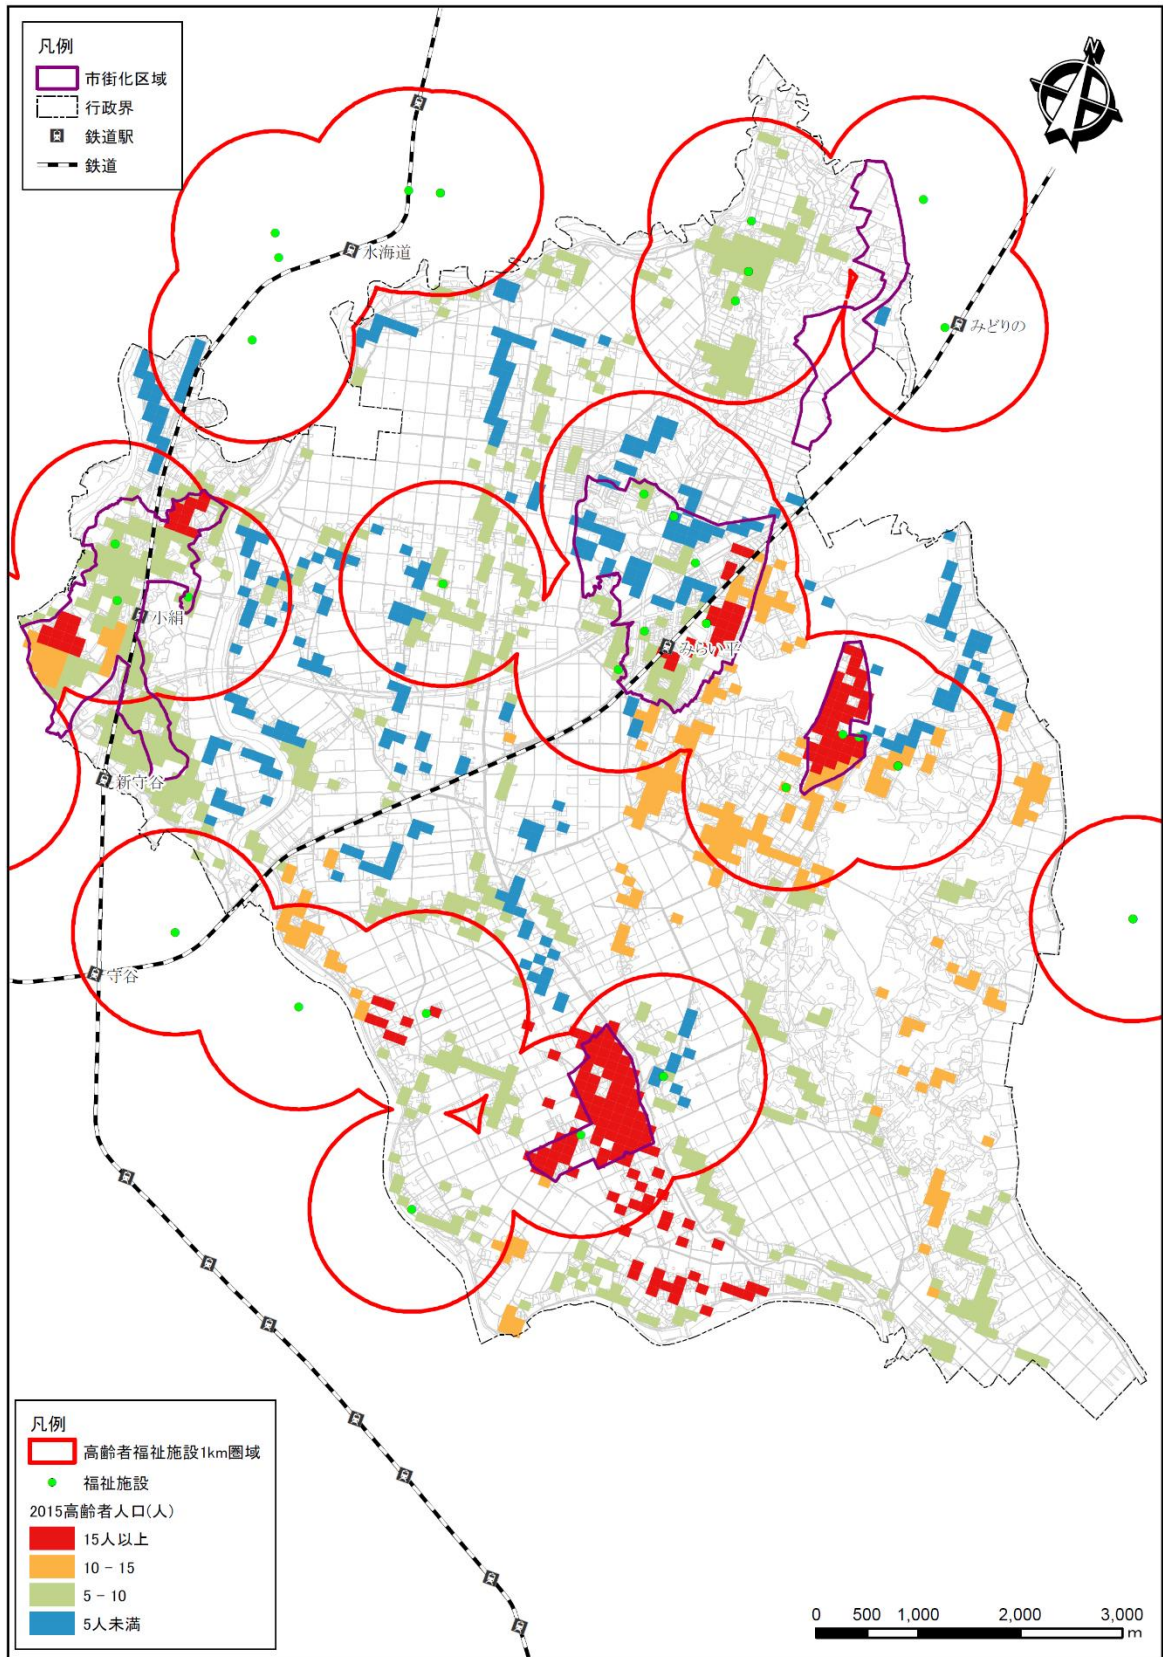 凡例
市街化区域
行政界
鉄道駅
鉄道
N
水海道
みどりの
小絹
みらい平
新守谷
守谷
凡例
高齢者福祉施設1km圏域
福祉施設
2015高齢者人口(人)
15人以上
10 - 15
5 - 10
5人未満
0 500 1,000 2,000 3,000
m